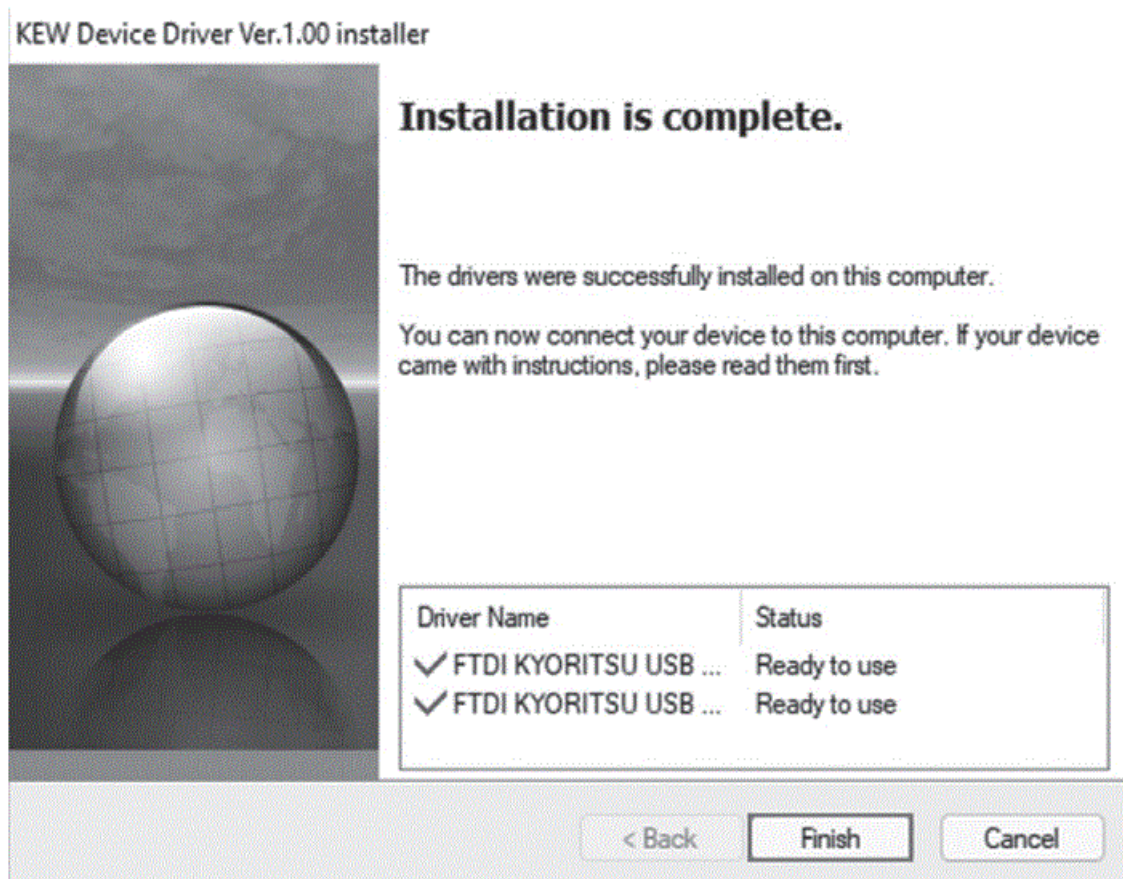 KEW Device Driver Ver.1.00 installer
Installation is complete.
The drivers were successfully installed on this computer.
You can now connect your device to this computer. If your device
came with instructions, please read them first.
Driver Name Status
FTDI KYORITSU USB ... Ready to use
FTDI KYORITSU USB ... Ready to use
< Back Finish Cancel